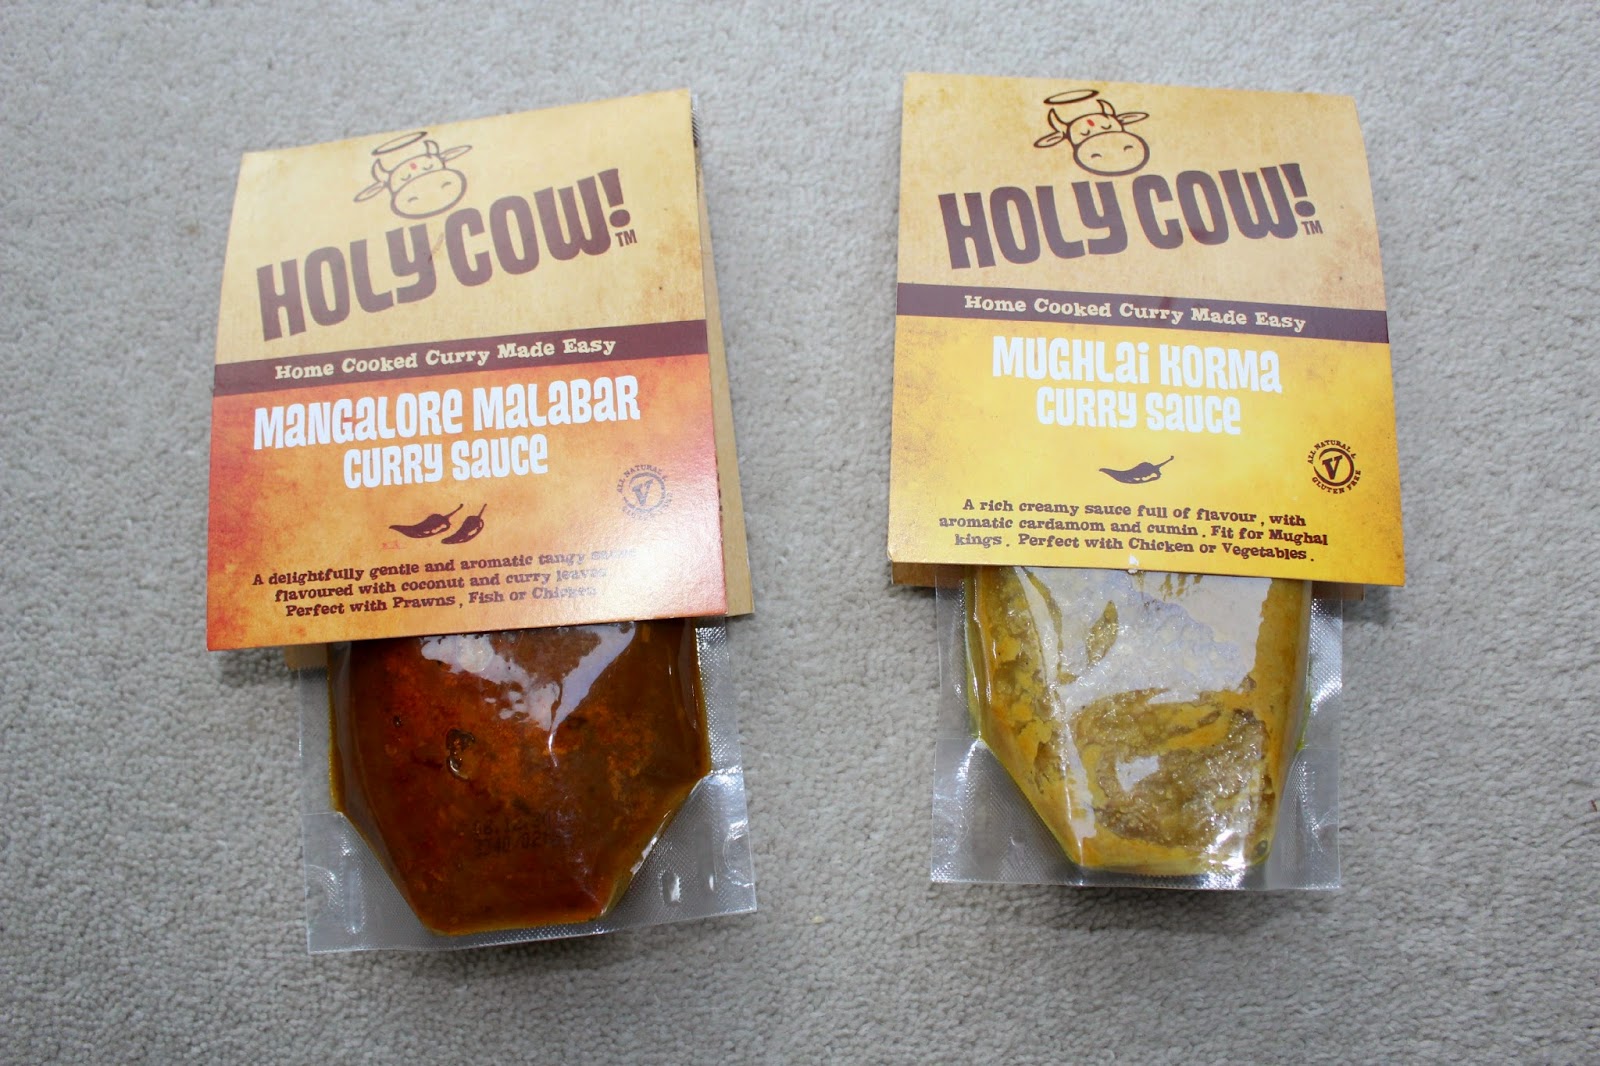 HOLY COW!™
Home Cooked Curry Made Easy
MANGALORE MALABAR
CURRY SAUCE
ALL NATURAL
V
A delightfully gentle and aromatic tangy sauce
flavoured with coconut and curry leaves
Perfect with Prawns, Fish or Chicken
HOLY COW!™
Home Cooked Curry Made Easy
MUGHLAi KORMA
CURRY SAUCE
ALL NATURAL &
V
GLUTEN FREE
A rich creamy sauce full of flavour, with
aromatic cardamom and cumin. Fit for Mughal
kings. Perfect with Chicken or Vegetables.